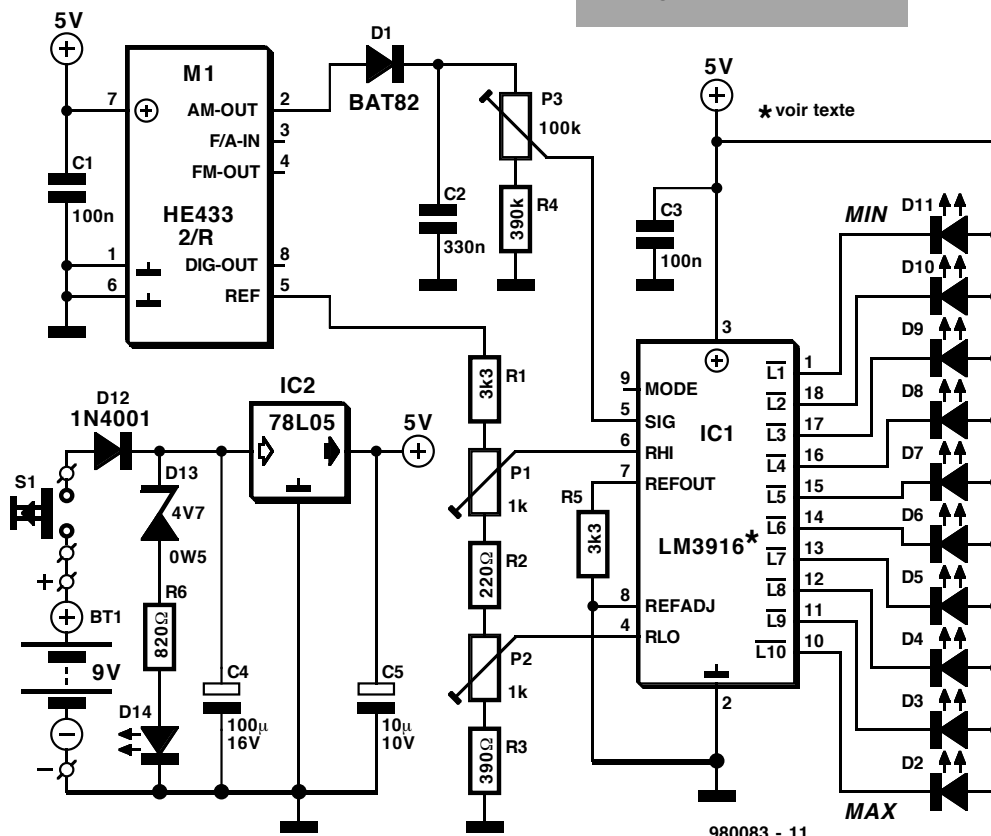 5V
M1
7
AM-OUT
2
F/A-IN
3
FM-OUT
4
HE433
2/R
DIG-OUT
8
1
6
REF
5
C1
100n
D1
BAT82
C2
330n
P3
100k
R4
390k
5V
* voir texte
C3
100n
3
MIN
D11
D10
D9
D8
D7
D6
D5
D4
D3
D2
MAX
9
MODE
5
SIG
6
RHI
7
REFOUT
8
REFADJ
4
RLO
IC1
LM3916*
L1
1
L2
18
L3
17
L4
16
L5
15
L6
14
L7
13
L8
12
L9
11
L10
10
2
R5
3k3
R1
3k3
P1
1k
R2
220Ω
P2
1k
R3
390Ω
D12
1N4001
IC2
78L05
5V
S1
D13
4V7
0W5
R6
820Ω
+
BT1
9V
–
D14
C4
100µ
16V
C5
10µ
10V
980083 - 11